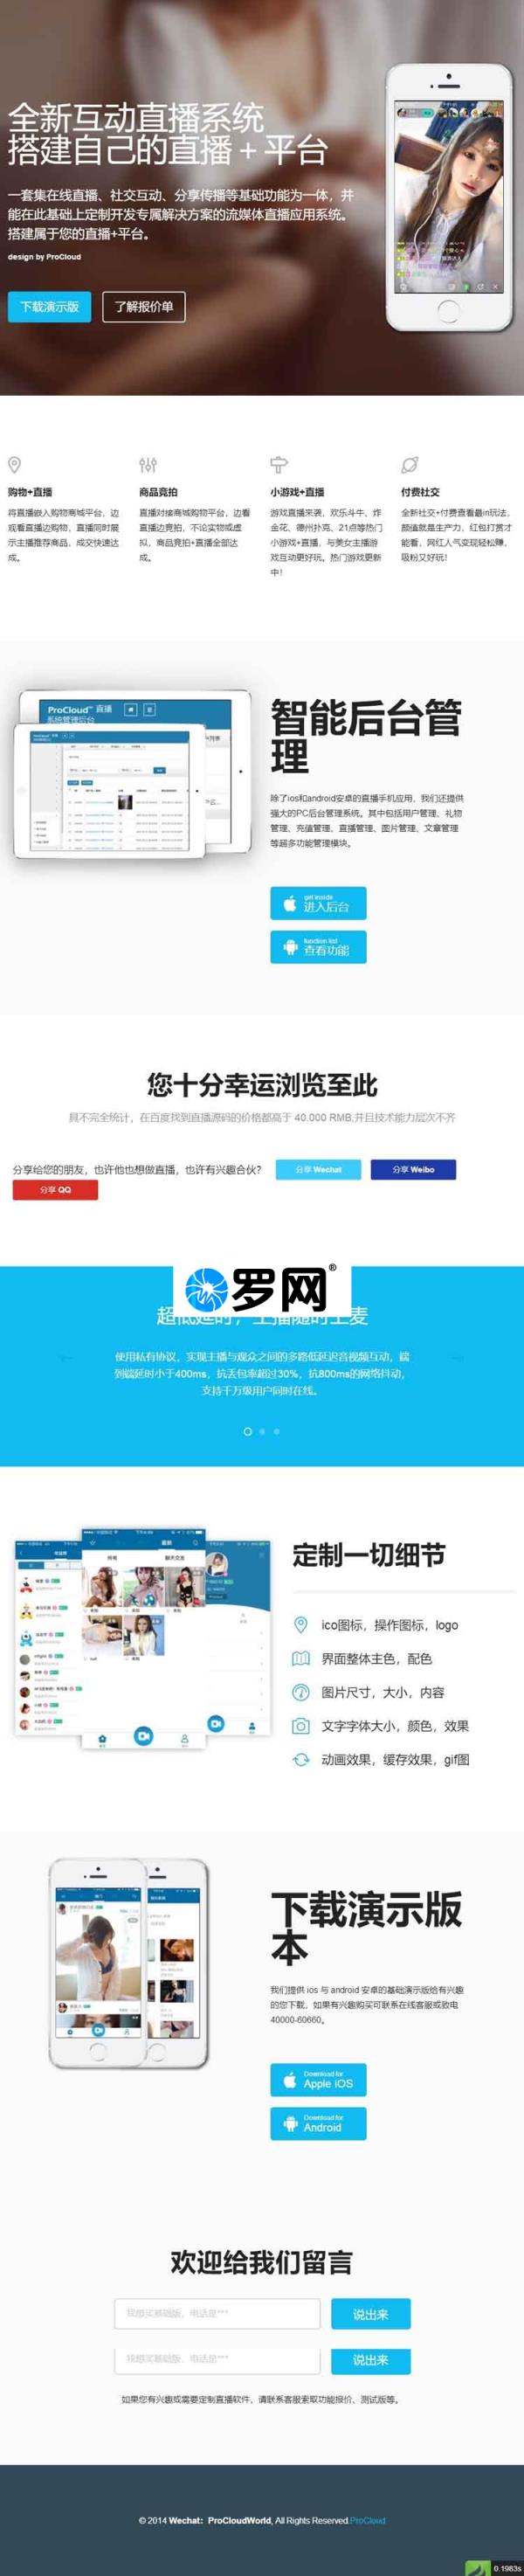 全新互动直播系统
搭建自己的直播 + 平台
一套集在线直播、社交互动、分享传播等基础功能为一体，并
能在此基础上定制开发专属解决方案的流媒体直播应用系统。
搭建属于您的直播+平台。
design by ProCloud
下载演示版
了解报价单
购物+直播
将直播嵌入购物商城平台，边
观看直播边购物，直播同时展
示主播推荐商品，成交快速达
成。
商品竞拍
直播对接商城购物平台，边看
直播边竞拍，不论实物或虚
拟，商品竞拍+直播全部达
成。
小游戏+直播
游戏直播来袭，欢乐斗牛、炸
金花、德州扑克、21点等热门
小游戏+直播，与美女主播游
戏互动更好玩。热门游戏更新
中！
付费社交
全新社交+付费查看最in玩法，
颜值就是生产力，红包打赏才
能看，网红人气变现轻松赚，
吸粉又好玩！
ProCloud™ 直播
系统管理后台
智能后台管
理
除了ios和android安卓的直播手机应用，我们还提供
强大的PC后台管理系统。其中包括用户管理、礼物
管理、充值管理、直播管理、图片管理、文章管理
等超多功能管理模块。
get inside
进入后台
function list
查看功能
您十分幸运浏览至此
具不完全统计，在百度找到直播源码的价格都高于 40.000 RMB,并且技术能力层次不齐
分享给您的朋友，也许他也想做直播，也许有兴趣合伙？
分享 Wechat
分享 Weibo
分享 QQ
罗网®
超低延时，主播随时上麦
使用私有协议，实现主播与观众之间的多路低延迟音视频互动，端
到端延时小于400ms，抗丢包率超过30%，抗800ms的网络抖动，
支持千万级用户同时在线。
定制一切细节
ico图标，操作图标，logo
界面整体主色，配色
图片尺寸，大小，内容
文字字体大小，颜色，效果
动画效果，缓存效果，gif图
下载演示版
本
我们提供 ios 与 android 安卓的基础演示版给有兴趣
的您下载，如果有兴趣购买可联系在线客服或致电
40000-60660。
Download for
Apple iOS
Download for
Android
欢迎给我们留言
我想买基础版，电话是***
说出来
我想买基础版，电话是***
说出来
如果您有兴趣或需要定制直播软件，请联系客服索取功能报价、测试版等。
© 2014 Wechat：ProCloudWorld, All Rights Reserved ProCloud
0.1983s